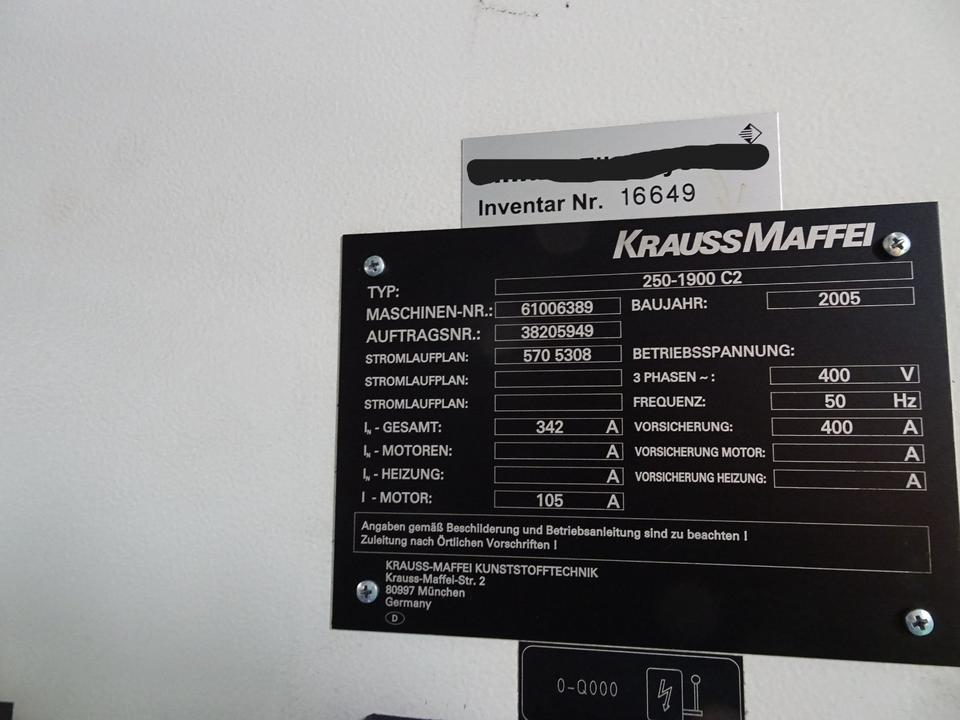 Inventar Nr. 16649
KRAUSS MAFFEI
TYP: 250-1900 C2
MASCHINEN-NR.: 61006389 BAUJAHR: 2005
AUFTRAGSNR.: 38205949
STROMLAUFPLAN: 570 5308 BETRIEBSSPANNUNG:
STROMLAUFPLAN: 3 PHASEN ~ : 400 V
STROMLAUFPLAN: FREQUENZ: 50 Hz
IN - GESAMT: 342 A VORSICHERUNG: 400 A
IN - MOTOREN: A VORSICHERUNG MOTOR: A
IN - HEIZUNG: A VORSICHERUNG HEIZUNG: A
I - MOTOR: 105 A
Angaben gemäß Beschilderung und Betriebsanleitung sind zu beachten !
Zuleitung nach Örtlichen Vorschriften !
KRAUSS-MAFFEI KUNSTSTOFFTECHNIK
Krauss-Maffei-Str. 2
80997 München
Germany
D
0-Q000